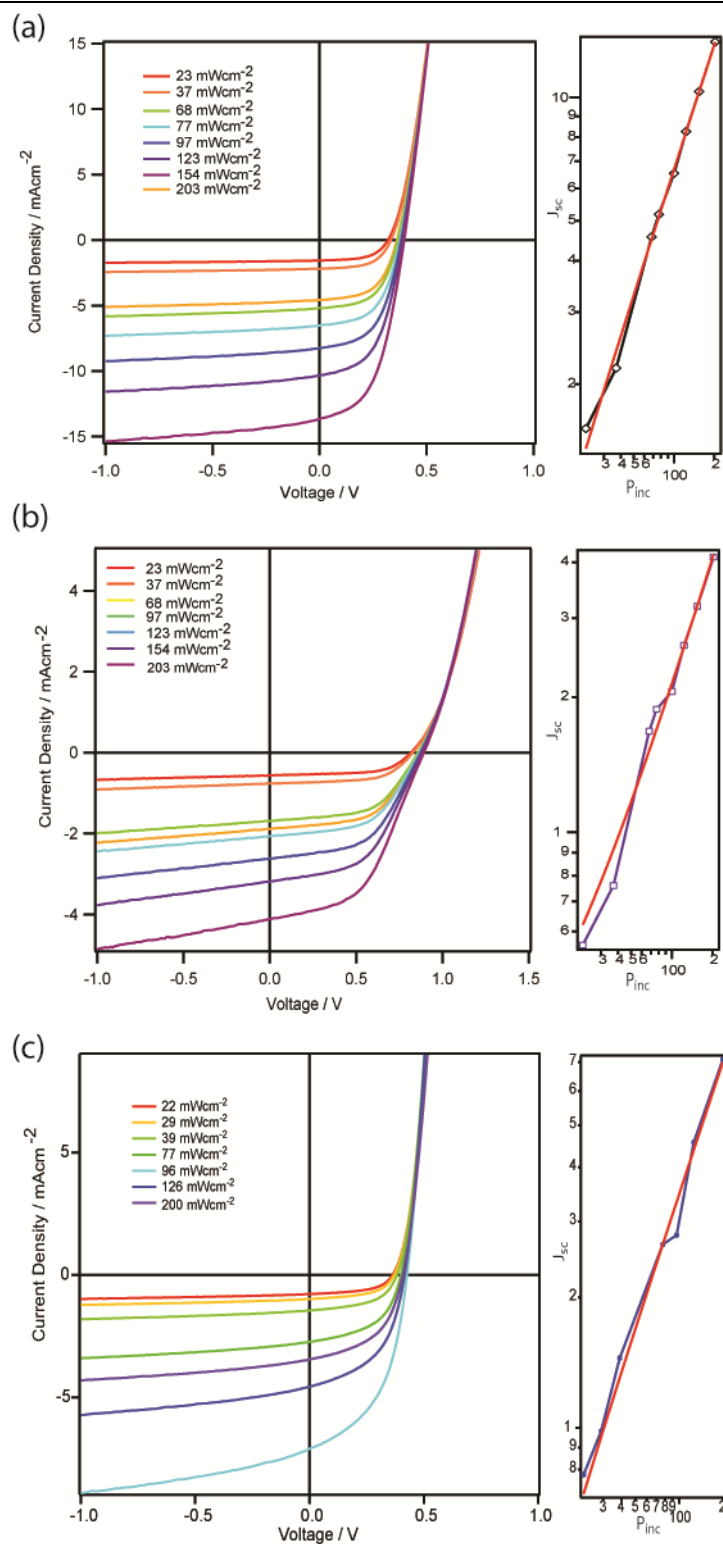 (a)
15
10
5
0
-5
-10
-15
Current Density / mAcm-2
23 mWcm-2
37 mWcm-2
68 mWcm-2
77 mWcm-2
97 mWcm-2
123 mWcm-2
154 mWcm-2
203 mWcm-2
-1.0 -0.5 0.0 0.5 1.0
Voltage / V
10
9
8
7
6
5
4
3
2
Jsc
3 4 5 6 100 2
Pinc
(b)
4
2
0
-2
-4
Current Density / mAcm-2
23 mWcm-2
37 mWcm-2
68 mWcm-2
97 mWcm-2
123 mWcm-2
154 mWcm-2
203 mWcm-2
-1.0 -0.5 0.0 0.5 1.0 1.5
Voltage / V
4
3
2
1
9
8
7
6
Jsc
3 4 5 6 100 2
Pinc
(c)
5
0
-5
Current Density / mAcm-2
22 mWcm-2
29 mWcm-2
39 mWcm-2
77 mWcm-2
96 mWcm-2
126 mWcm-2
200 mWcm-2
-1.0 -0.5 0.0 0.5 1.0
Voltage / V
7
6
5
4
3
2
1
9
8
Jsc
3 4 5 6 7 8 9 100 2
Pinc